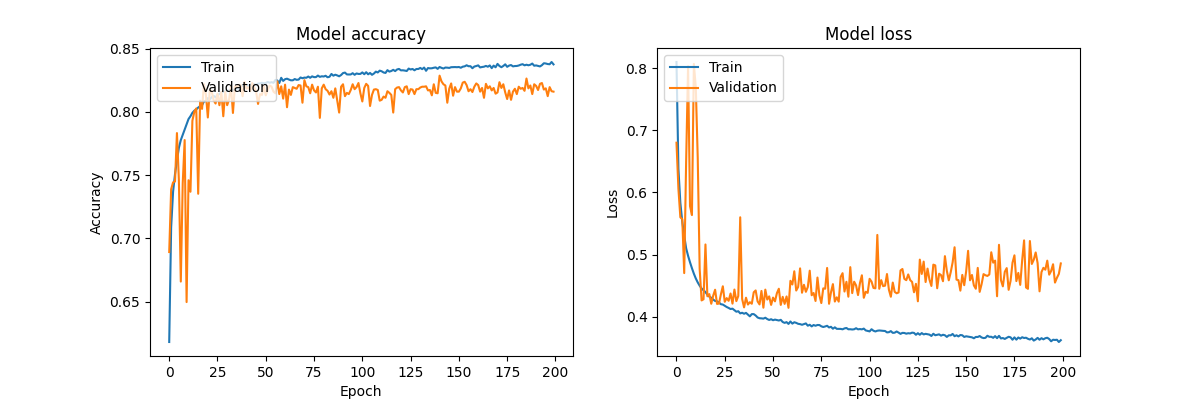 Model accuracy
Train
Validation
0.85
0.80
0.75
0.70
0.65
Accuracy
0 25 50 75 100 125 150 175 200
Epoch
Model loss
Train
Validation
0.8
0.7
0.6
0.5
0.4
Loss
0 25 50 75 100 125 150 175 200
Epoch